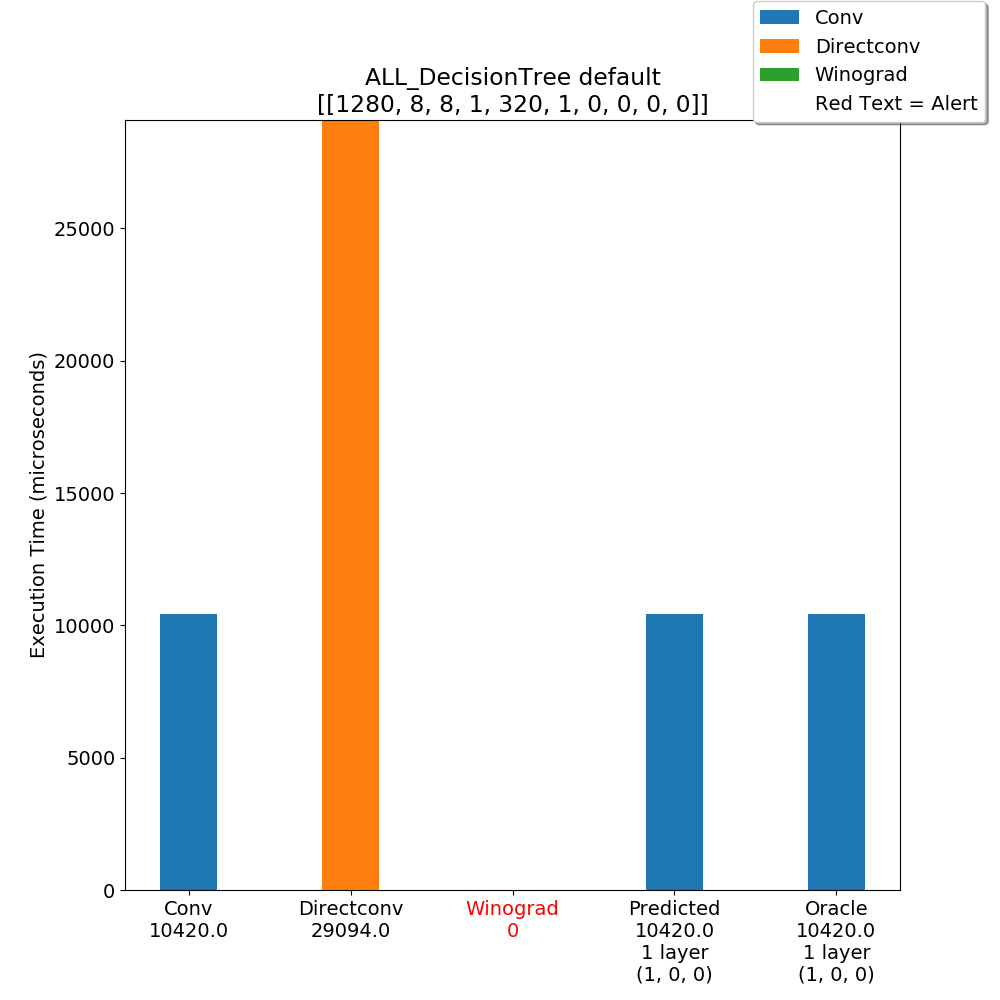 Conv
Directconv
Winograd
Red Text = Alert
ALL_DecisionTree default
[[1280, 8, 8, 1, 320, 1, 0, 0, 0, 0]]
Execution Time (microseconds)
25000
20000
15000
10000
5000
0
Conv
10420.0
Directconv
29094.0
Winograd
0
Predicted
10420.0
1 layer
(1, 0, 0)
Oracle
10420.0
1 layer
(1, 0, 0)